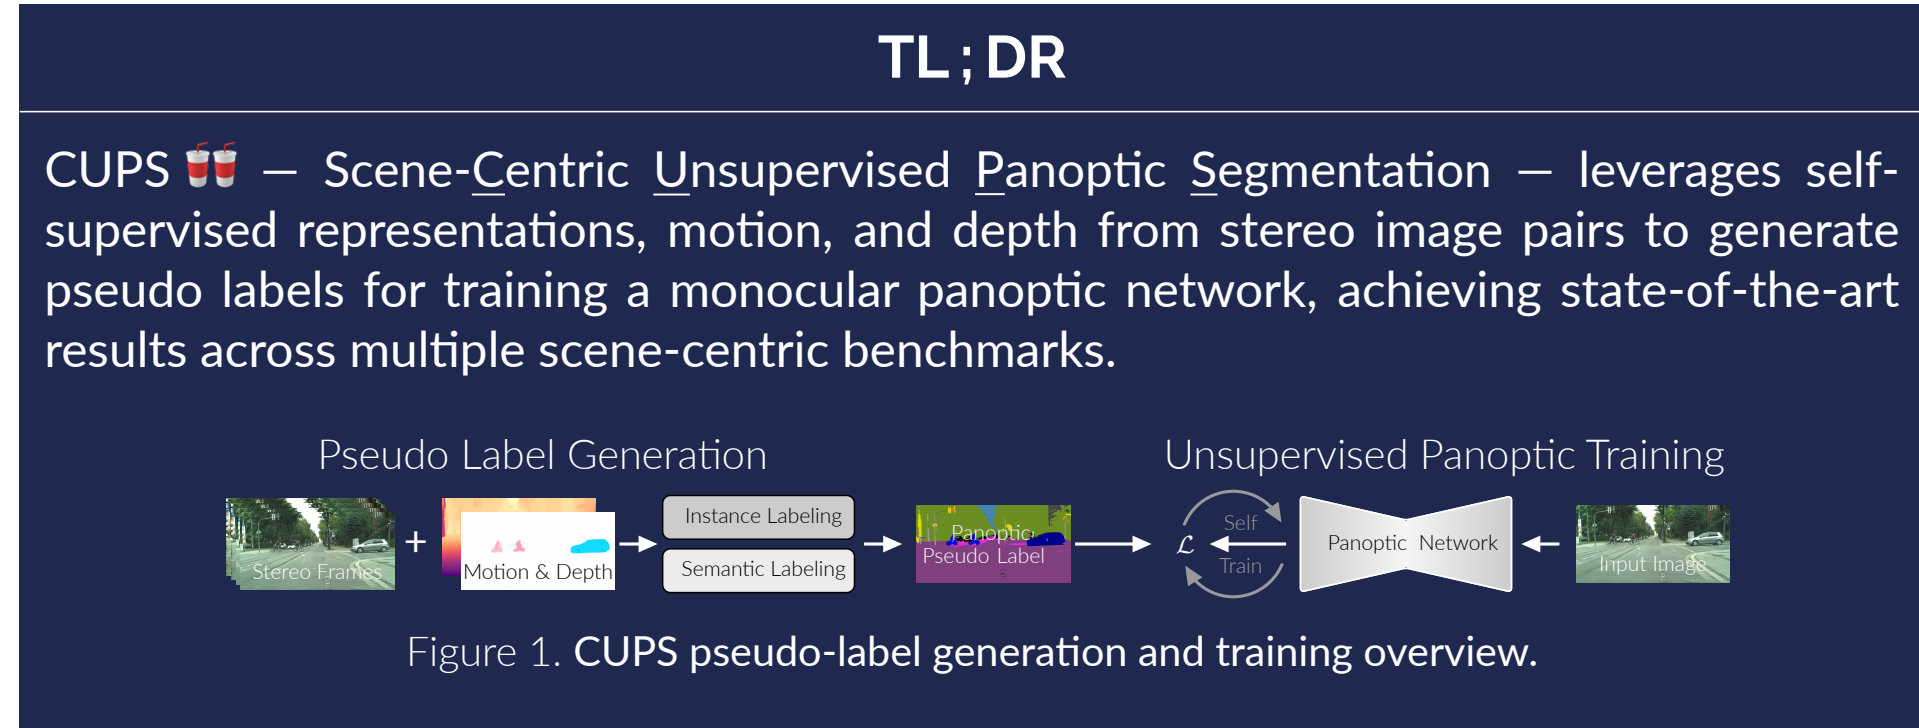 TL;DR
CUPS 🥤🥤 — Scene-Centric Unsupervised Panoptic Segmentation — leverages self-
supervised representations, motion, and depth from stereo image pairs to generate
pseudo labels for training a monocular panoptic network, achieving state-of-the-art
results across multiple scene-centric benchmarks.
Pseudo Label Generation
Unsupervised Panoptic Training
Stereo Frames
+
Motion & Depth
Instance Labeling
Semantic Labeling
Panoptic
Pseudo Label
ℒ
Self
Train
Panoptic Network
Input Image
Figure 1. CUPS pseudo-label generation and training overview.